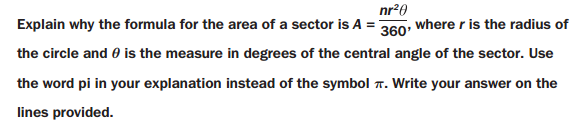 Explain why the formula for the area of a sector is A = nr²θ/360, where r is the radius of
the circle and θ is the measure in degrees of the central angle of the sector. Use
the word pi in your explanation instead of the symbol π. Write your answer on the
lines provided.